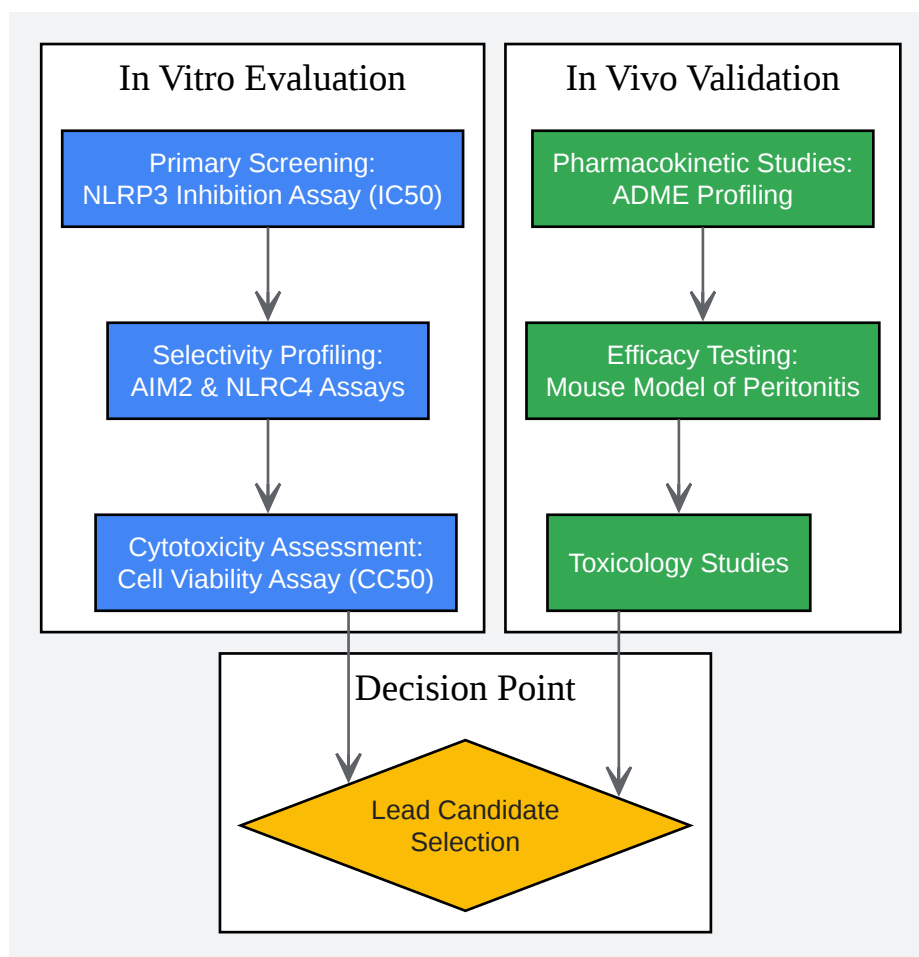 In Vitro Evaluation
Primary Screening:
NLRP3 Inhibition Assay (IC50)
Selectivity Profiling:
AIM2 & NLRC4 Assays
Cytotoxicity Assessment:
Cell Viability Assay (CC50)
In Vivo Validation
Pharmacokinetic Studies:
ADME Profiling
Efficacy Testing:
Mouse Model of Peritonitis
Toxicology Studies
Decision Point
Lead Candidate
Selection